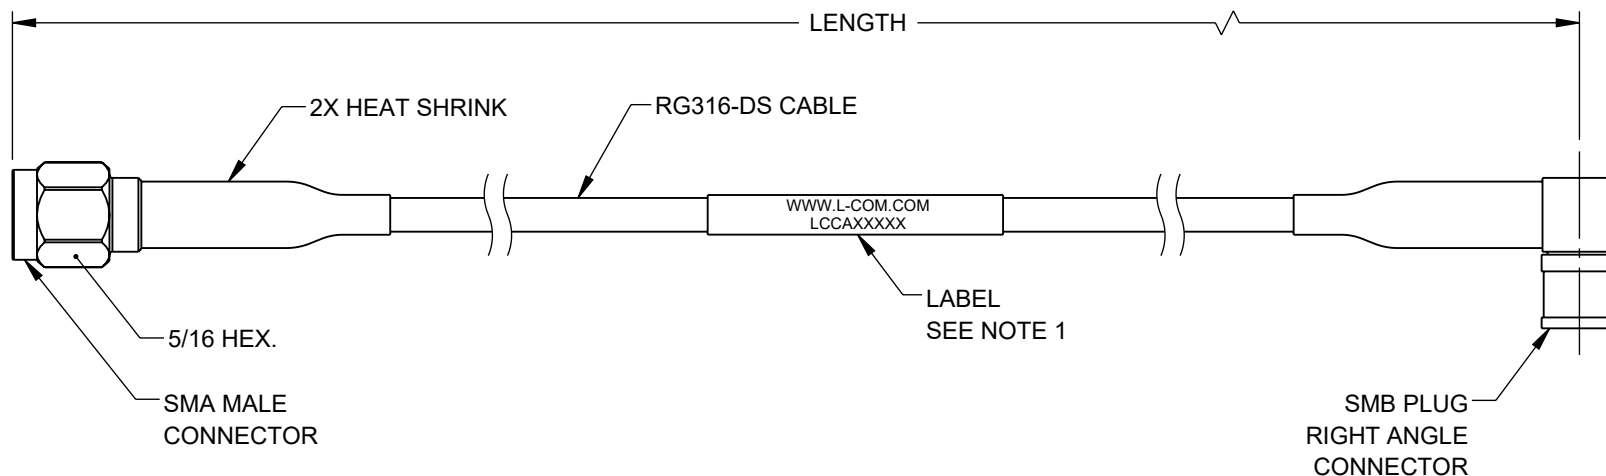 LENGTH
2X HEAT SHRINK
RG316-DS CABLE
WWW.L-COM.COM
LCCAXXXXX
LABEL
SEE NOTE 1
5/16 HEX.
SMA MALE
CONNECTOR
SMB PLUG
RIGHT ANGLE
CONNECTOR